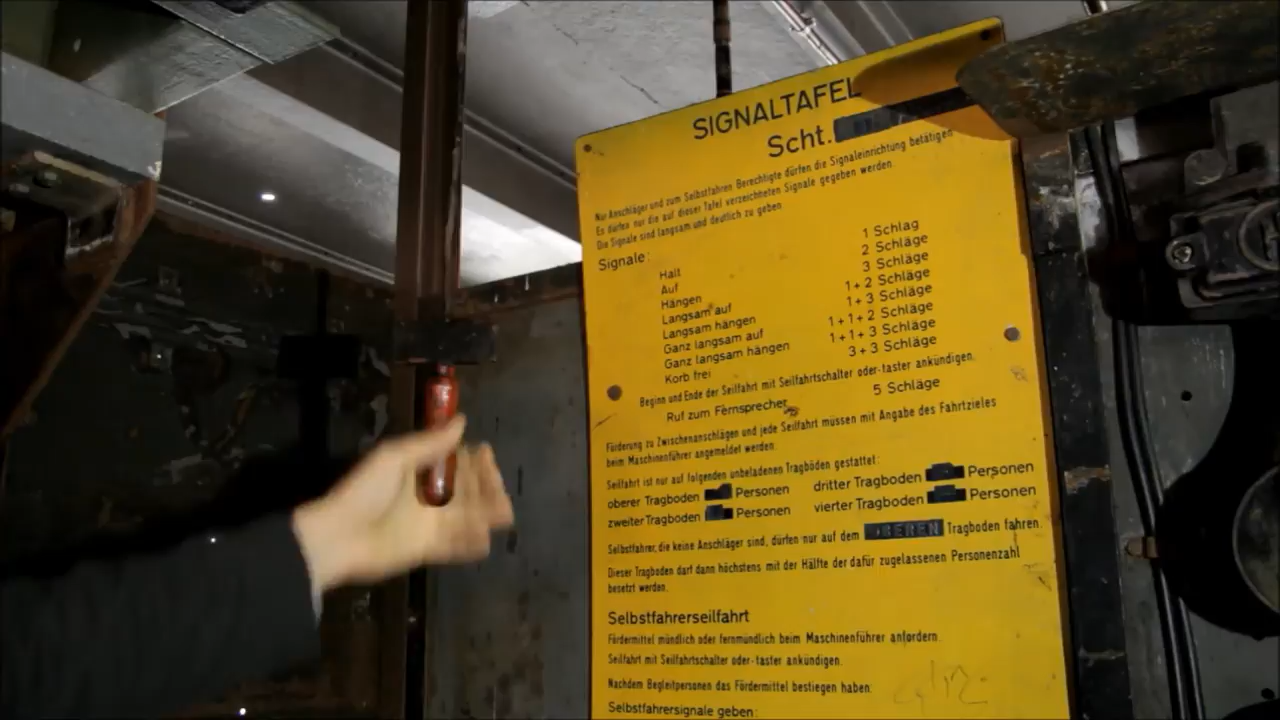 SIGNALTAFEL
Scht.
Nur Anschläger und zum Selbstfahren Berechtigte dürfen die Signaleinrichtung betätigen
Es dürfen nur die auf dieser Tafel verzeichneten Signale gegeben werden
Die Signale sind langsam und deutlich zu geben
Signale:
Halt 1 Schlag
Auf 2 Schläge
Hängen 3 Schläge
Langsam auf 1+2 Schläge
Langsam hängen 1+3 Schläge
Ganz langsam auf 1+1+2 Schläge
Ganz langsam hängen 1+1+3 Schläge
Korb frei 3+3 Schläge
Beginn und Ende der Seilfahrt mit Seilfahrtschalter oder-taster ankündigen.
Ruf zum Fernsprecher 5 Schläge
Förderung zu Zwischenanschlägen und jede Seilfahrt müssen mit Angabe des Fahrtzieles
beim Maschinenführer angemeldet werden.
Seilfahrt ist nur auf folgenden unbeladenen Tragböden gestattet:
oberer Tragboden Personen dritter Tragboden Personen
zweiter Tragboden Personen vierter Tragboden Personen
Selbstfahrer, die keine Anschläger sind, dürfen nur auf dem OBEREN Tragboden fahren.
Dieser Tragboden darf dann höchstens mit der Hälfte der dafür zugelassenen Personenzahl
besetzt werden.
Selbstfahrerseilfahrt
Fördermittel mündlich oder fernmündlich beim Maschinenführer anfordern.
Seilfahrt mit Seilfahrtschalter oder-taster ankündigen.
Nachdem Begleitpersonen das Fördermittel bestiegen haben:
Selbstfahrersignale geben: